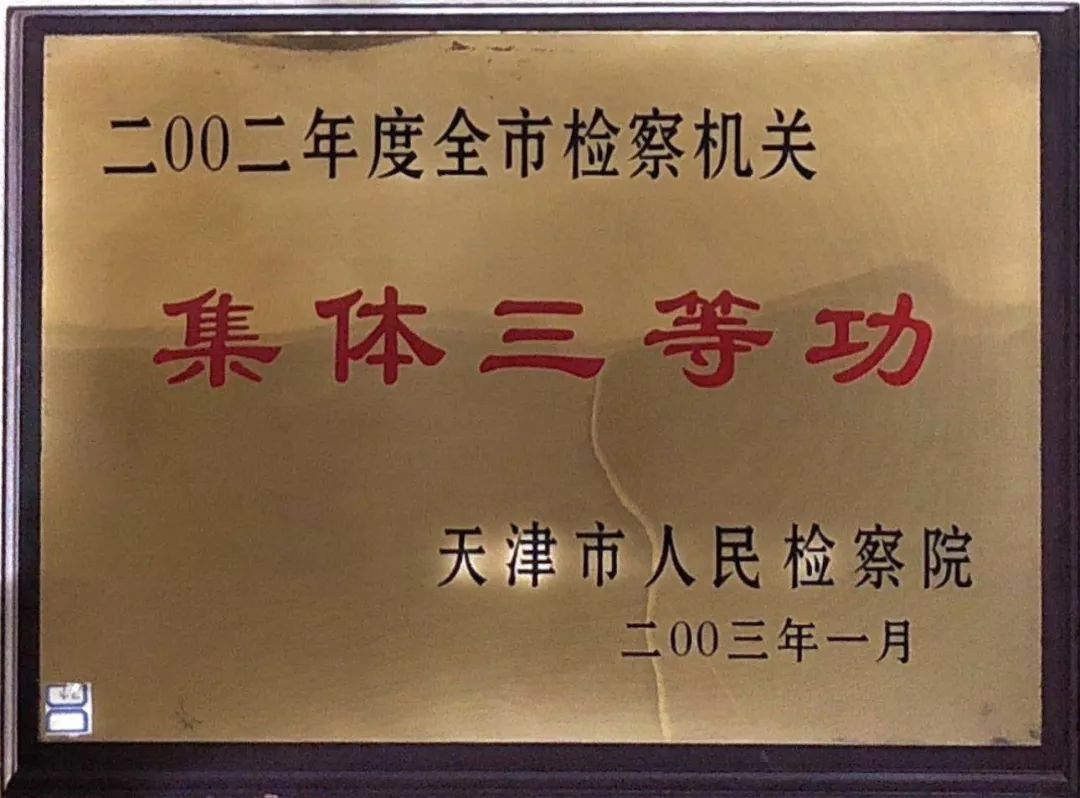 二00二年度全市检察机关
集体三等功
天津市人民检察院
二00三年一月